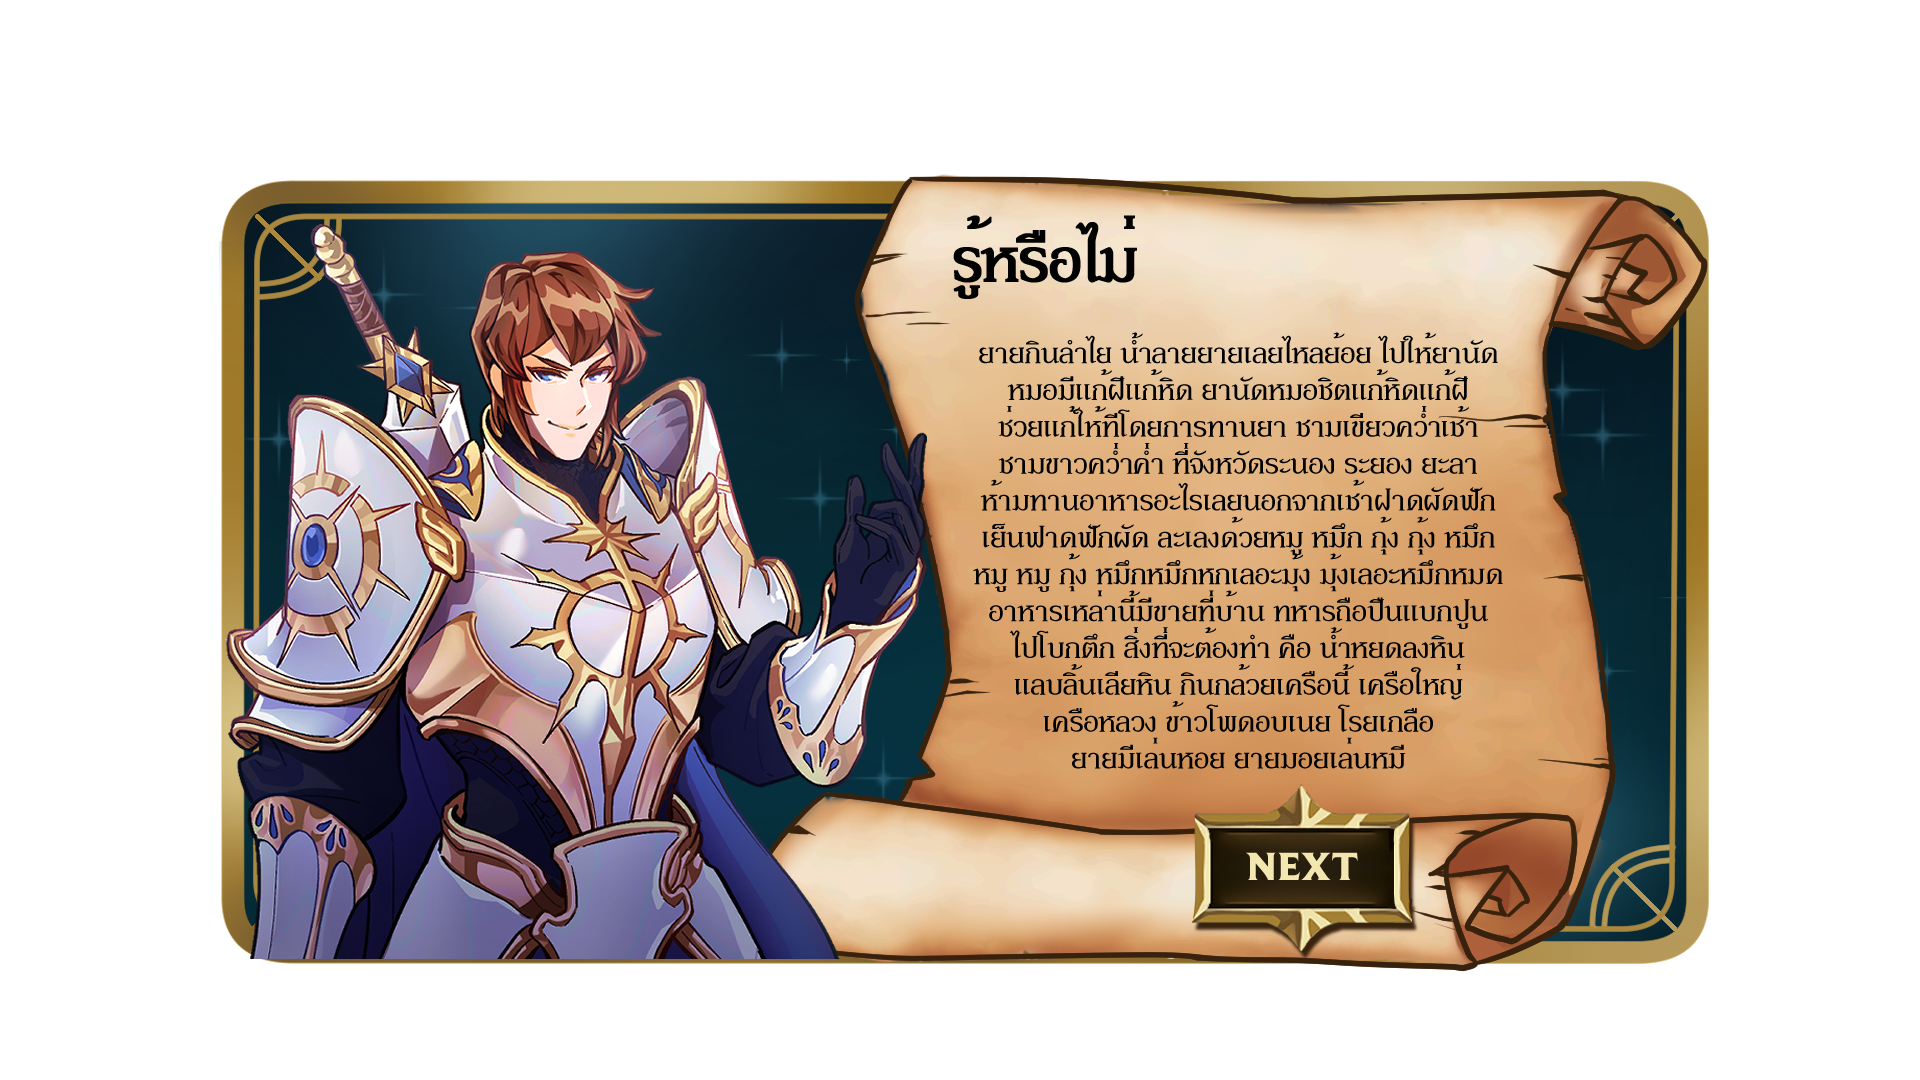 รู้หรือไม่
ยายกินลำไย น้ำลายยายเลยไหลย้อย ไปให้ยานัด
หมอมีแก้ฝีแก้หิด ยานัดหมอชิตแก้หิดแก้ฝี
ช่วยแก้ให้ทีโดยการทานยา ชามเขียวคว่ำเช้า
ชามขาวคว่ำค่ำ ที่จังหวัดระนอง ระยอง ยะลา
ห้ามทานอาหารอะไรเลยนอกจากเช้าฝาดผัดฟัก
เย็นฟาดฟักผัด ละเลงด้วยหมู หมึก กุ้ง กุ้ง หมึก
หมู หมู กุ้ง หมึกหมึกหกเลอะมุ้ง มุ้งเลอะหมึกหมด
อาหารเหล่านี้มีขายที่บ้าน ทหารถือปืนแบกปูน
ไปโบกตึก สิ่งที่จะต้องทำ คือ น้ำหยดลงหิน
แลบลิ้นเลียหิน กินกล้วยเครือนี้ เครือใหญ่
เครือหลวง ข้าวโพดอบเนย โรยเกลือ
ยายมีเล่นหอย ยายมอยเล่นหมี
NEXT